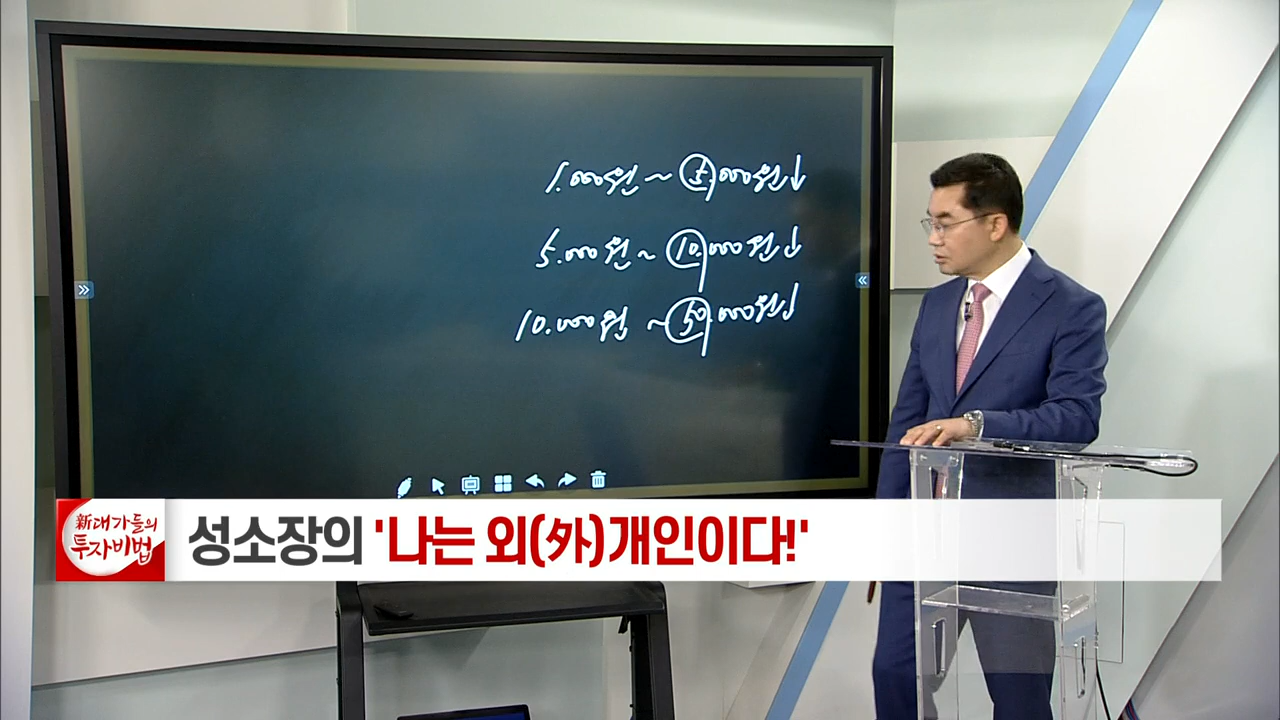 1.000원 ~ 5.000원↓
5.000원 ~ 10.000원↓
10.000원 ~ 50.000원↓
新대가들의
투자비법
성소장의 '나는 외(外)개인이다!'